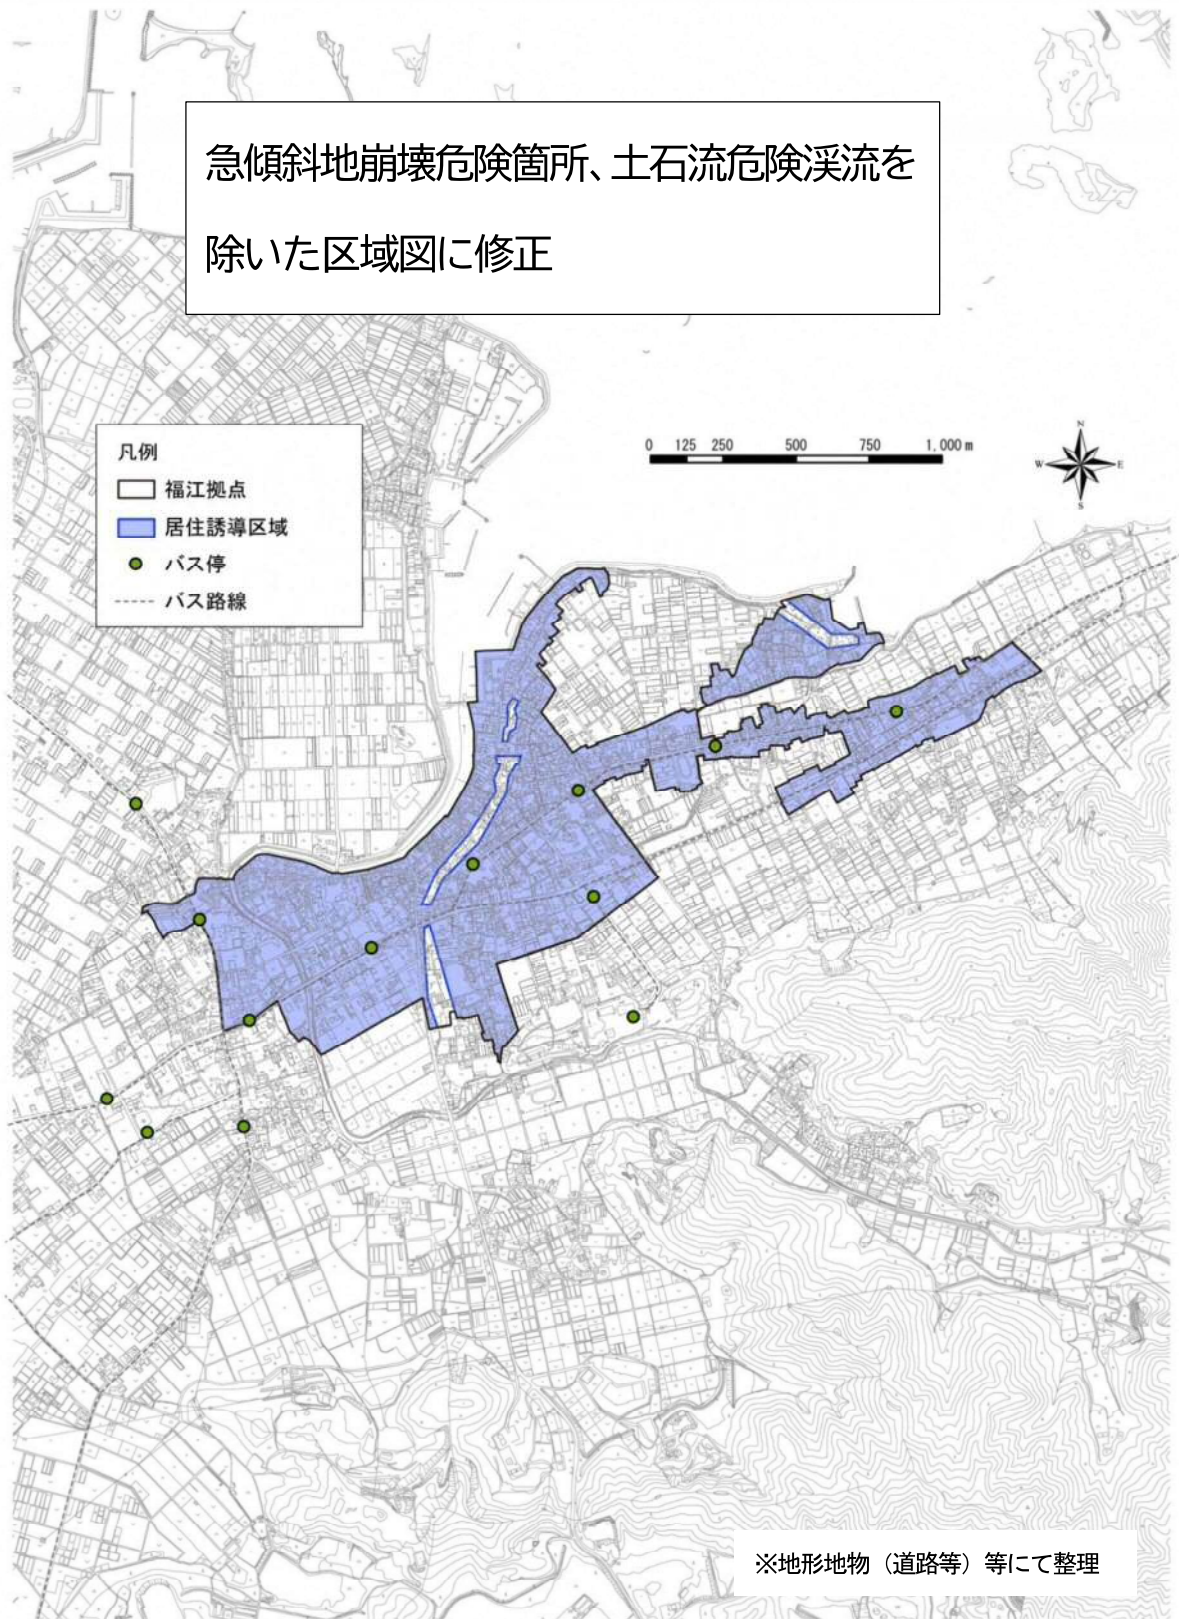 急傾斜地崩壊危険箇所、土石流危険渓流を
除いた区域図に修正
0 125 250 500 750 1,000 m
N
W E
S
凡例
福江拠点
居住誘導区域
バス停
バス路線
※地形地物（道路等）等にて整理